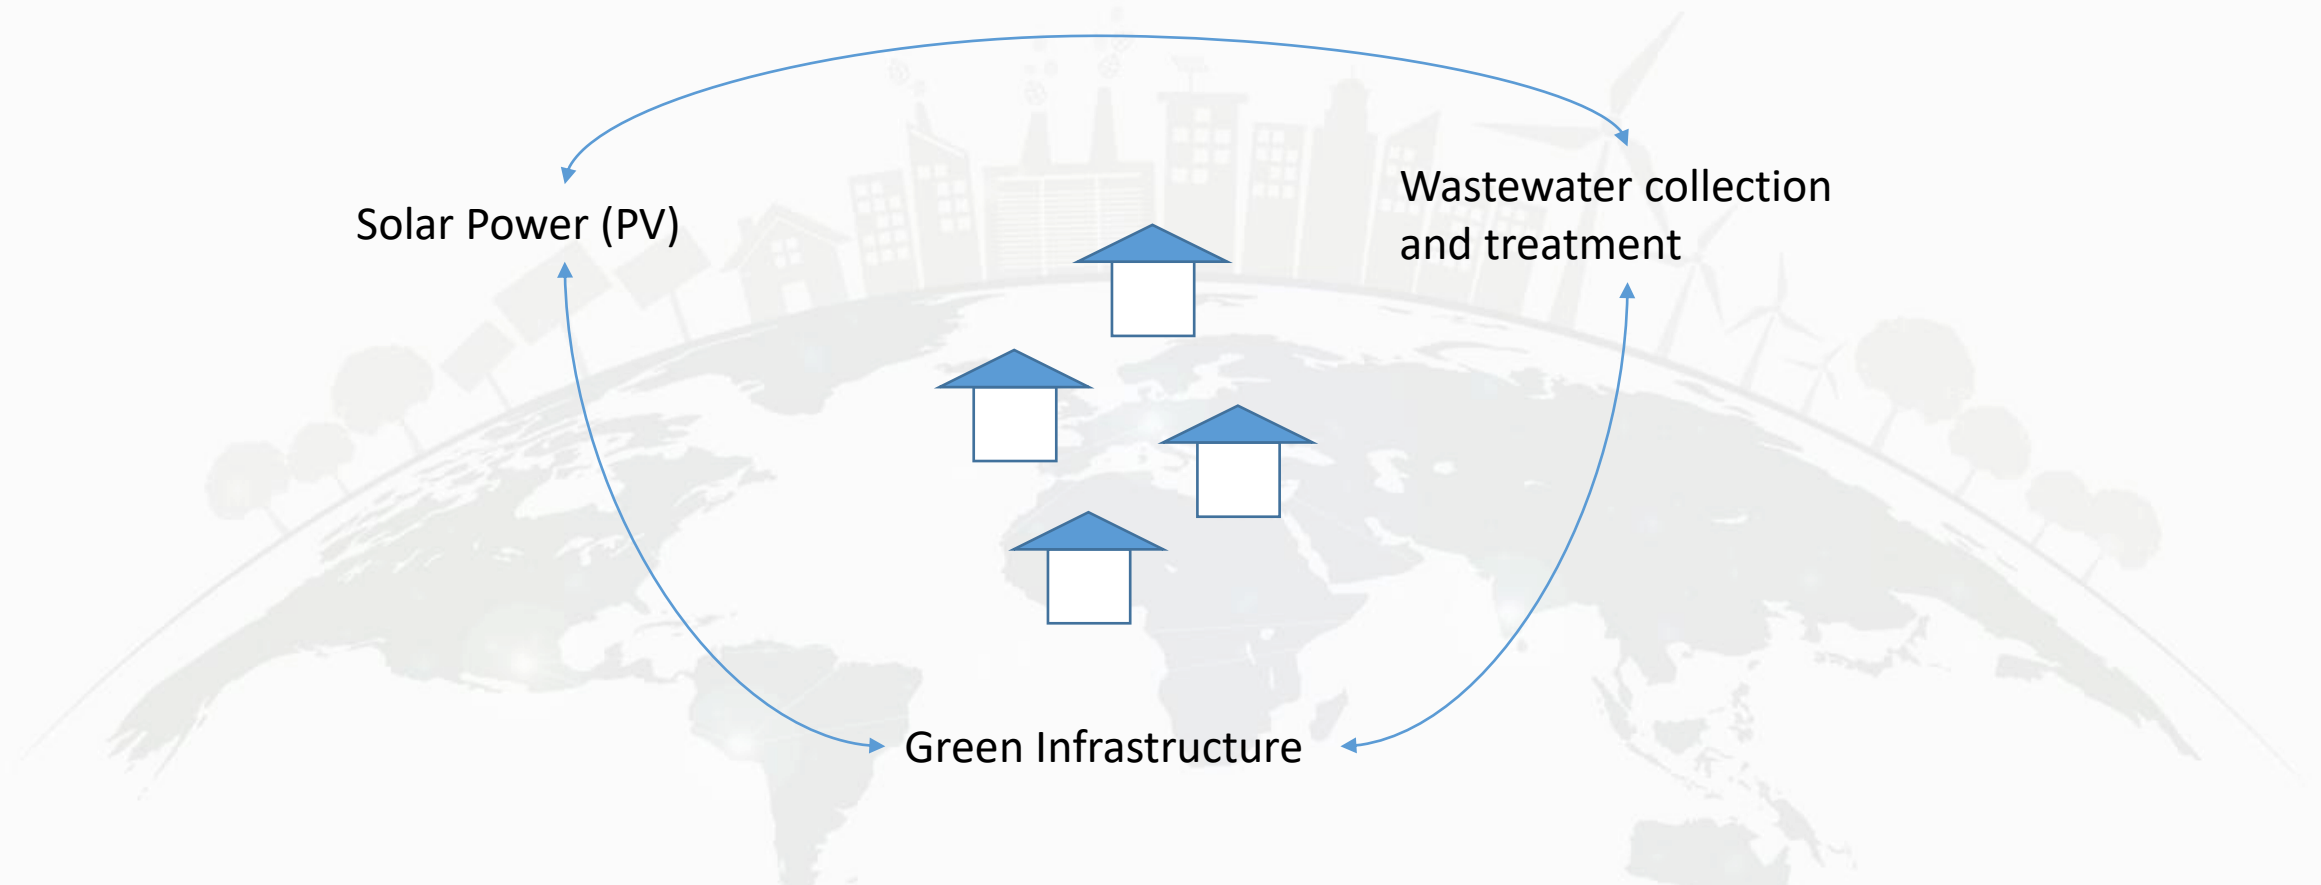 Solar Power (PV)
Wastewater collection
and treatment
Green Infrastructure